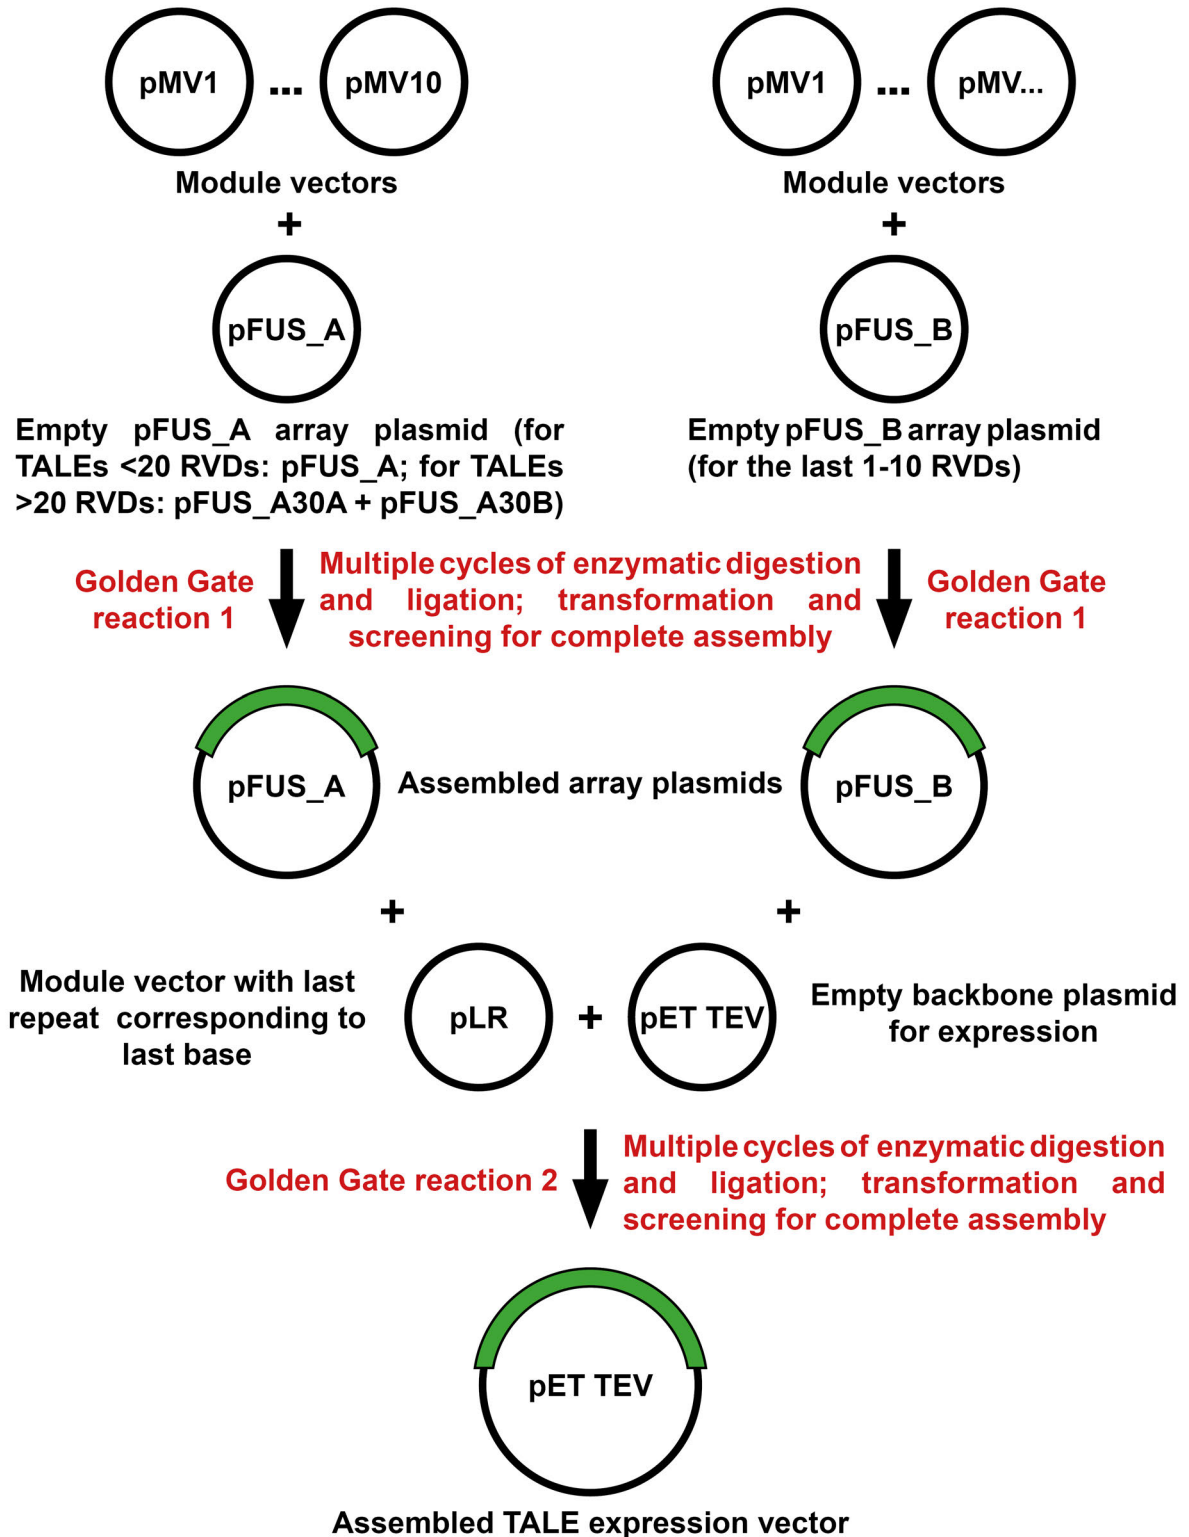 pMV1 ... pMV10
pMV1 ... pMV...
Module vectors
Module vectors
+
+
pFUS_A
pFUS_B
Empty pFUS_A array plasmid (for
TALEs <20 RVDs: pFUS_A; for TALEs
>20 RVDs: pFUS_A30A + pFUS_A30B)
Empty pFUS_B array plasmid
(for the last 1-10 RVDs)
Golden Gate
reaction 1
Multiple cycles of enzymatic digestion
and ligation; transformation and
screening for complete assembly
Golden Gate
reaction 1
pFUS_A
Assembled array plasmids
pFUS_B
+
+
Module vector with last
repeat corresponding to
last base
pLR
+
pET TEV
Empty backbone plasmid
for expression
Golden Gate reaction 2
Multiple cycles of enzymatic digestion
and ligation; transformation and
screening for complete assembly
pET TEV
Assembled TALE expression vector